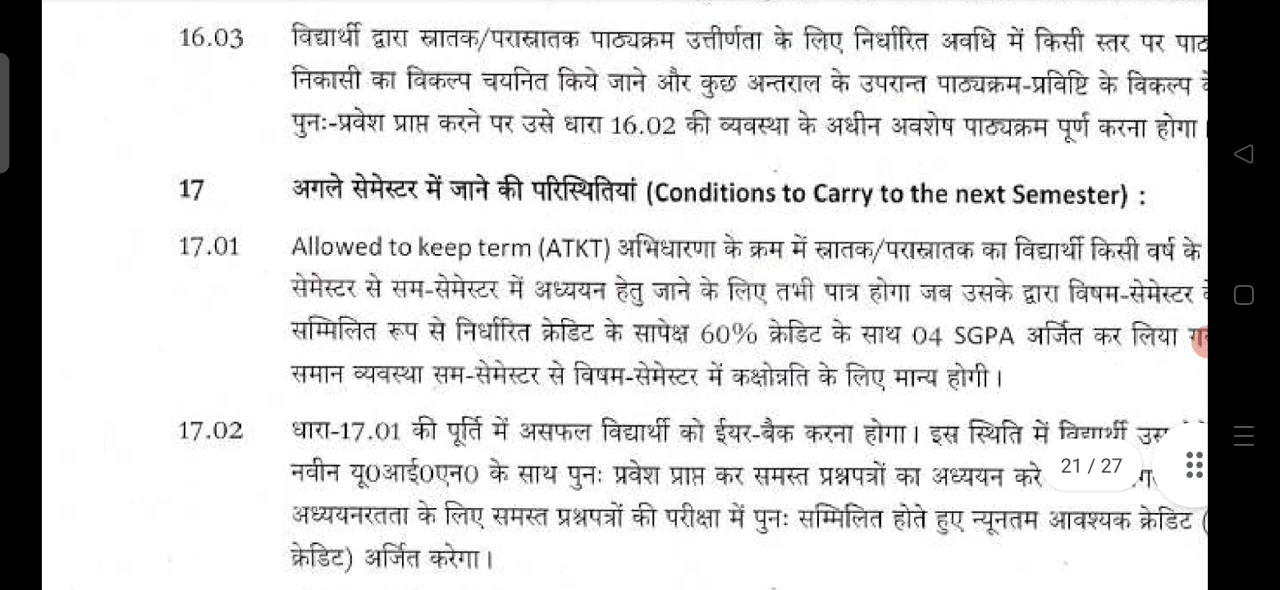 16.03 विद्यार्थी द्वारा स्नातक/परास्नातक पाठ्यक्रम उत्तीर्णता के लिए निर्धारित अवधि में किसी स्तर पर
निकासी का विकल्प चयनित किये जाने और कुछ अन्तराल के उपरान्त पाठ्यक्रम-प्रविष्टि के विकल्प
पुनः-प्रवेश प्राप्त करने पर उसे धारा 16.02 की व्यवस्था के अधीन अवशेष पाठ्यक्रम पूर्ण करना होगा
17 अगले सेमेस्टर में जाने की परिस्थितियां (Conditions to Carry to the next Semester) :
17.01 Allowed to keep term (ATKT) अभिधारणा के क्रम में स्नातक/परास्नातक का विद्यार्थी किसी वर्ष के
सेमेस्टर से सम-सेमेस्टर में अध्ययन हेतु जाने के लिए तभी पात्र होगा जब उसके द्वारा विषम-सेमेस्टर
सम्मिलित रूप से निर्धारित क्रेडिट के सापेक्ष 60% क्रेडिट के साथ 04 SGPA अर्जित कर लिया
समान व्यवस्था सम-सेमेस्टर से विषम-सेमेस्टर में कक्षोन्नति के लिए मान्य होगी।
17.02 धारा-17.01 की पूर्ति में असफल विद्यार्थी को ईयर-बैक करना होगा। इस स्थिति में विद्यार्थी
नवीन यू0आई0एन0 के साथ पुनः प्रवेश प्राप्त कर समस्त प्रश्नपत्रों का अध्ययन करे
21 / 27
अध्ययनरतता के लिए समस्त प्रश्नपत्रों की परीक्षा में पुनः सम्मिलित होते हुए न्यूनतम आवश्यक क्रेडिट (
क्रेडिट) अर्जित करेगा।